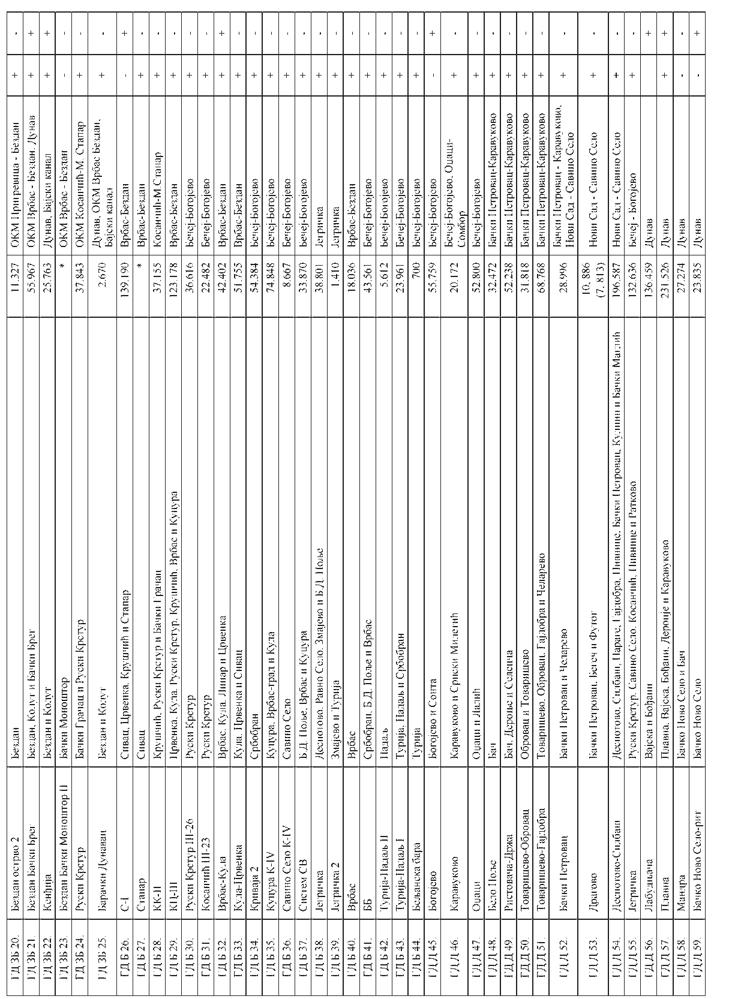 ГД ЗБ 20. Бездан острво 2 Бездан 11.327 ОКМ Пригревица - Бездан + -
ГД ЗБ 21. Бездан Бачки Брег Бездан, Колут и Бачки Брег 55.967 ОКМ Врбас - Бездан, Дунав + +
ГД ЗБ 22. Кенђија Бездан и Колут 25.763 Дунав, Бајски канал + +
ГД ЗБ 23. Бездан Бачки Моноштор II Бачки Моноштор * ОКМ Врбас - Бездан - -
ГД ЗБ 24. Руски Крстур Бачки Грачац и Руски Крстур 37.843 ОКМ Косанчић-М. Стапар + -
ГД ЗБ 25. Барачки Дунавац Бездан и Колут 2.670 Дунав, ОКМ Врбас Бездан,
Бајски канал + -
ГД Б 26. С-I Сивац, Црвенка, Крушчић и Стапар 139.190 Врбас-Бездан - +
ГД Б 27. Стапар Сивац * Врбас-Бездан + -
ГД Б 28. КК-II Крушчић, Руски Крстур и Бачки Грачац 37.155 Косанчић-М.Стапар + -
ГД Б 29. КЦ-III Црвенка, Кула, Руски Крстур, Крушчић, Врбас и Куцура 123.178 Врбас-Бездан + -
ГД Б 30. Руски Крстур III-26 Руски Крстур 36.616 Бечеј-Богојево + -
ГД Б 31. Косанчић III-23 Руски Крстур 22.482 Бечеј-Богојево + -
ГД Б 32. Врбас-Кула Врбас, Кула, Липар и Црвенка 42.402 Врбас-Бездан + +
ГД Б 33. Кула-Црвенка Кула, Црвенка и Сивац 51.755 Врбас-Бездан + -
ГД Б 34. Криваја 2 Србобран 54.384 Бечеј-Богојево + -
ГД Б 35. Куцура К-IV Куцура, Врбас-град и Кула 74.848 Бечеј-Богојево + -
ГД Б 36. Савино Село К-IV Савино Село 8.667 Бечеј-Богојево + -
ГД Б 37. Систем СВ Б.Д. Поље, Врбас и Куцура 33.870 Бечеј-Богојево + -
ГД Б 38. Јегричка Деспотово, Равно Село, Змајево и Б.Д. Поље 38.801 Јегричка + -
ГД Б 39. Јегричка 2 Змајево и Турија 1.410 Јегричка + -
ГД Б 40. Врбас Врбас 18.036 Врбас-Бездан + -
ГД Б 41. ББ Србобран, Б.Д. Поље и Врбас 43.561 Бечеј-Богојево + -
ГД Б 42. Турија-Надаљ II Надаљ 5.612 Бечеј-Богојево + -
ГД Б 43. Турија-Надаљ I Турија, Надаљ и Србобран 23.961 Бечеј-Богојево + -
ГД Б 44. Бељанска бара Турија 700 Бечеј-Богојево + -
ГД Д 45. Богојево Богојево и Сонта 55.759 Бечеј-Богојево - +
ГД Д 46. Каравуково Каравуково и Српски Милетић 20.172 Бечеј-Богојево, Оџаци-
Сомбор + -
ГД Д 47. Оџаци Оџаци и Лалић 52.800 Бечеј-Богојево + -
ГД Д 48. Бело Поље Бач 32.472 Бачки Петровац-Каравуково + -
ГД Д 49. Ристовача-Држа Бач, Дероње и Селенча 52.238 Бачки Петровац-Каравуково + -
ГД Д 50. Товаришево-Обровац Обровац и Товаришево 31.818 Бачки Петровац-Каравуково + -
ГД Д 51. Товаришево-Гајдобра Товаришево, Обровац, Гајдобра и Челарево 68.768 Бачки Петровац-Каравуково + -
ГД Д 52. Бачки Петровац Бачки Петровац и Челарево 28.996 Бачки Петровац - Каравуково,
Нови Сад - Савино Село + -
ГД Д 53. Драгово Бачки Петровац, Бегеч и Футог 10. 886
(7. 813) Нови Сад - Савино Село + -
ГД Д 54. Деспотово-Силбаш Деспотово, Силбаш, Параге, Гајдобра, Пивнице, Бачки Петровац, Кулпин и Бачки Маглић 196.587 Нови Сад - Савино Село + -
ГД Д 55. Јегричка Руски Крстур, Савино Село, Косанчић, Пивнице и Ратково 132.636 Бечеј - Богојево + -
ГД Д 56. Лабудњача Вајска и Бођани 136.459 Дунав +
ГД Д 57. Плавна Плавна, Вајска, Бођани, Дероње и Каравуково 231.526 Дунав + +
ГД Д 58. Мандра Бачко Ново Село и Бач 27.274 Дунав - -
ГД Д 59. Бачко Ново Село-рит Бачко Ново Село 23.835 Дунав - +